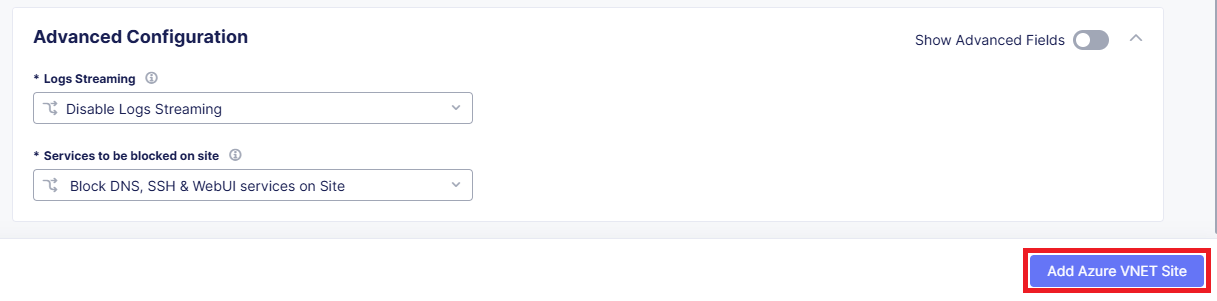 Advanced Configuration
Show Advanced Fields
* Logs Streaming
Disable Logs Streaming
* Services to be blocked on site
Block DNS, SSH & WebUI services on Site
Add Azure VNET Site